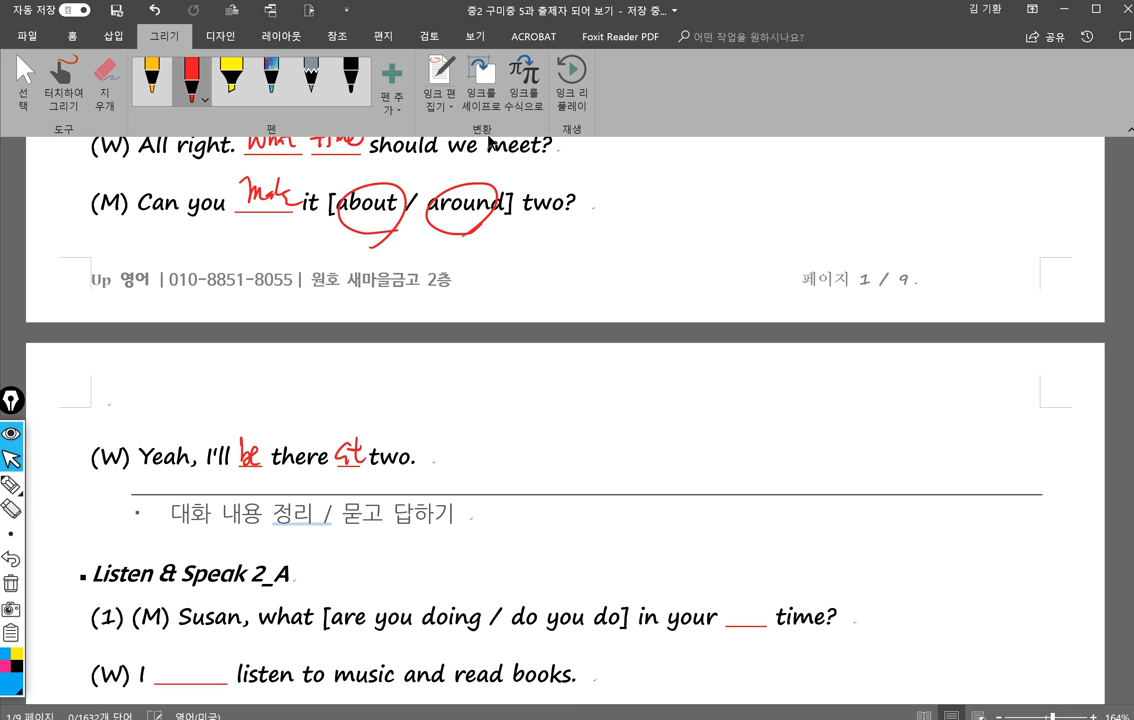 자동 저장 끔 중2 구미중 5과 출제자 되어 보기 - 저장 중... 김 기환
파일 홈 삽입 그리기 디자인 레이아웃 참조 편지 검토 보기 ACROBAT Foxit Reader PDF 어떤 작업을 원하시나요? 공유
선택 터치하여 그리기 지우개 펜 추가 잉크 편집기 잉크를 셰이프로 잉크를 수식으로 잉크 리플레이
도구 펜 변환 재생
(W) All right. What time should we meet?
(M) Can you make it [about / around] two?
Up 영어 | 010-8851-8055 | 원호 새마을금고 2층 페이지 1 / 9
(W) Yeah, I'll be there at two.
· 대화 내용 정리 / 묻고 답하기
▪ Listen & Speak 2_A
(1) (M) Susan, what [are you doing / do you do] in your ____ time?
(W) I _______ listen to music and read books.
1/9 페이지 0/1632개 단어 영어(미국) 164%